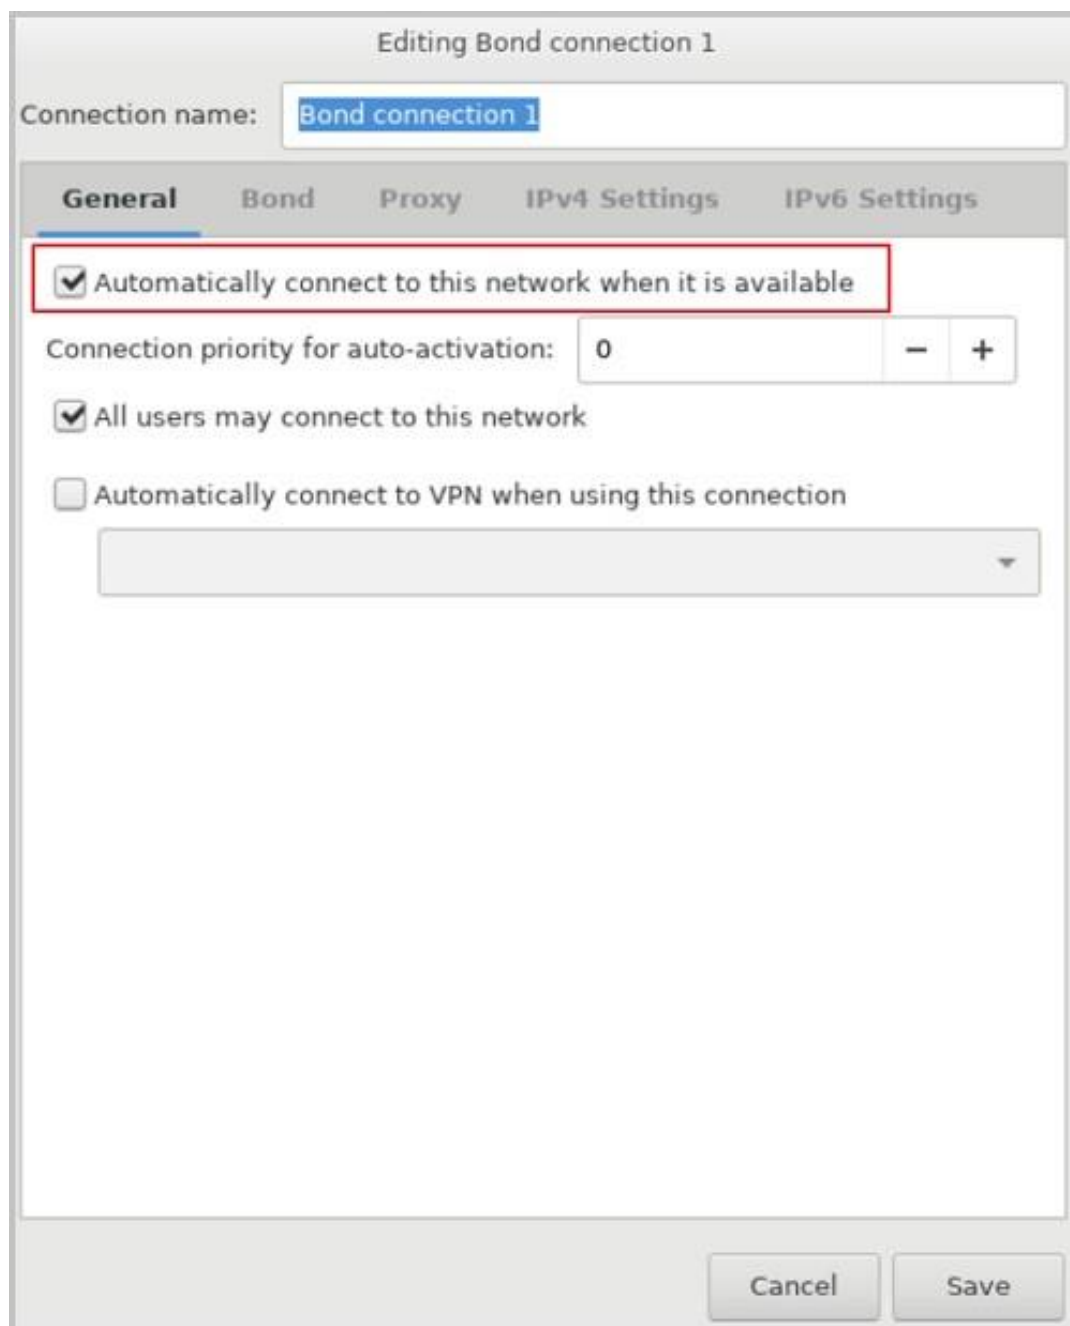 Editing Bond connection 1
Connection name: Bond connection 1
General Bond Proxy IPv4 Settings IPv6 Settings
Automatically connect to this network when it is available
Connection priority for auto-activation: 0 − +
All users may connect to this network
Automatically connect to VPN when using this connection
Cancel Save